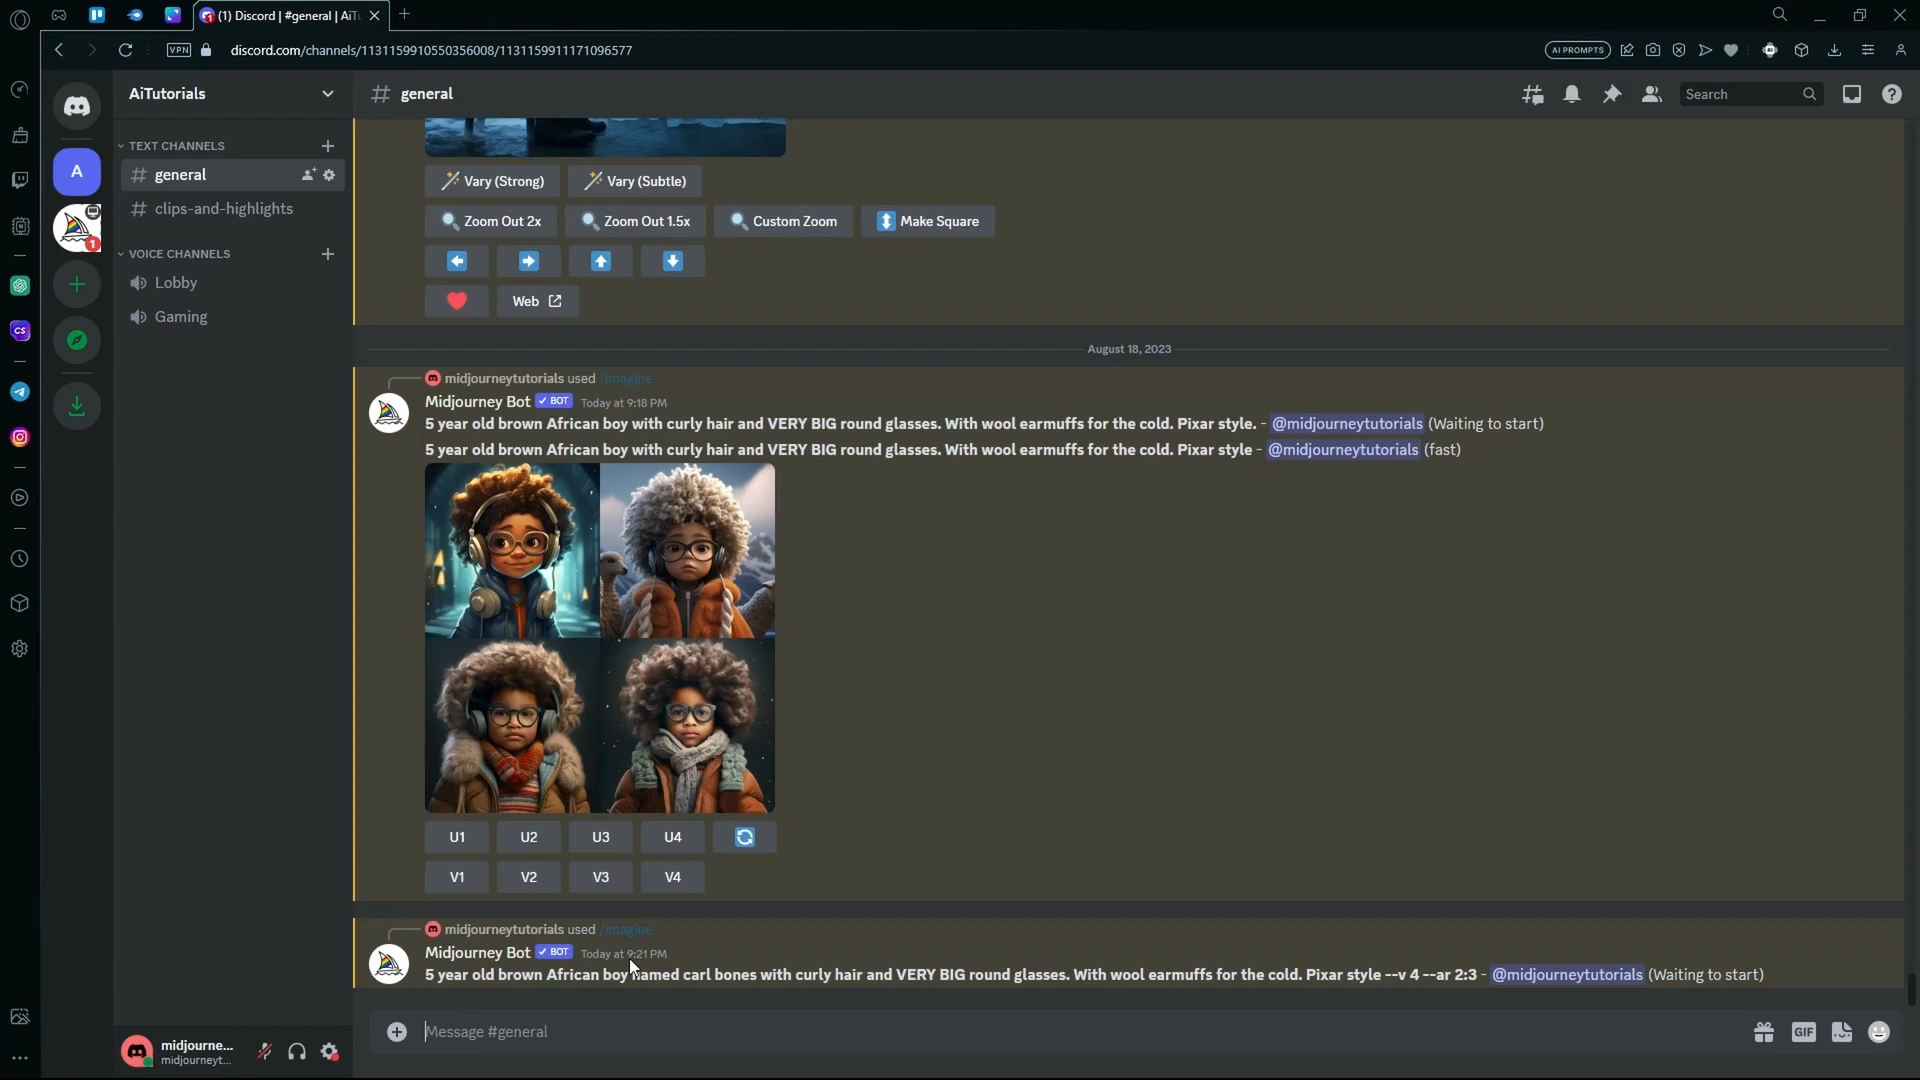 (1) Discord | #general | AiTu
VPN discord.com/channels/1131159910550356008/1131159911171096577 AI PROMPTS
AiTutorials
general
Search
TEXT CHANNELS
general
clips-and-highlights
VOICE CHANNELS
Lobby
Gaming
A
1
CS
Vary (Strong) Vary (Subtle)
Zoom Out 2x Zoom Out 1.5x Custom Zoom Make Square
Web
August 18, 2023
midjourneytutorials used /imagine
Midjourney Bot BOT Today at 9:18 PM
5 year old brown African boy with curly hair and VERY BIG round glasses. With wool earmuffs for the cold. Pixar style. - @midjourneytutorials (Waiting to start)
5 year old brown African boy with curly hair and VERY BIG round glasses. With wool earmuffs for the cold. Pixar style - @midjourneytutorials (fast)
U1 U2 U3 U4
V1 V2 V3 V4
midjourneytutorials used /imagine
Midjourney Bot BOT Today at 9:21 PM
5 year old brown African boy named carl bones with curly hair and VERY BIG round glasses. With wool earmuffs for the cold. Pixar style --v 4 --ar 2:3 - @midjourneytutorials (Waiting to start)
Message #general
GIF
midjourne...
midjourneyt...